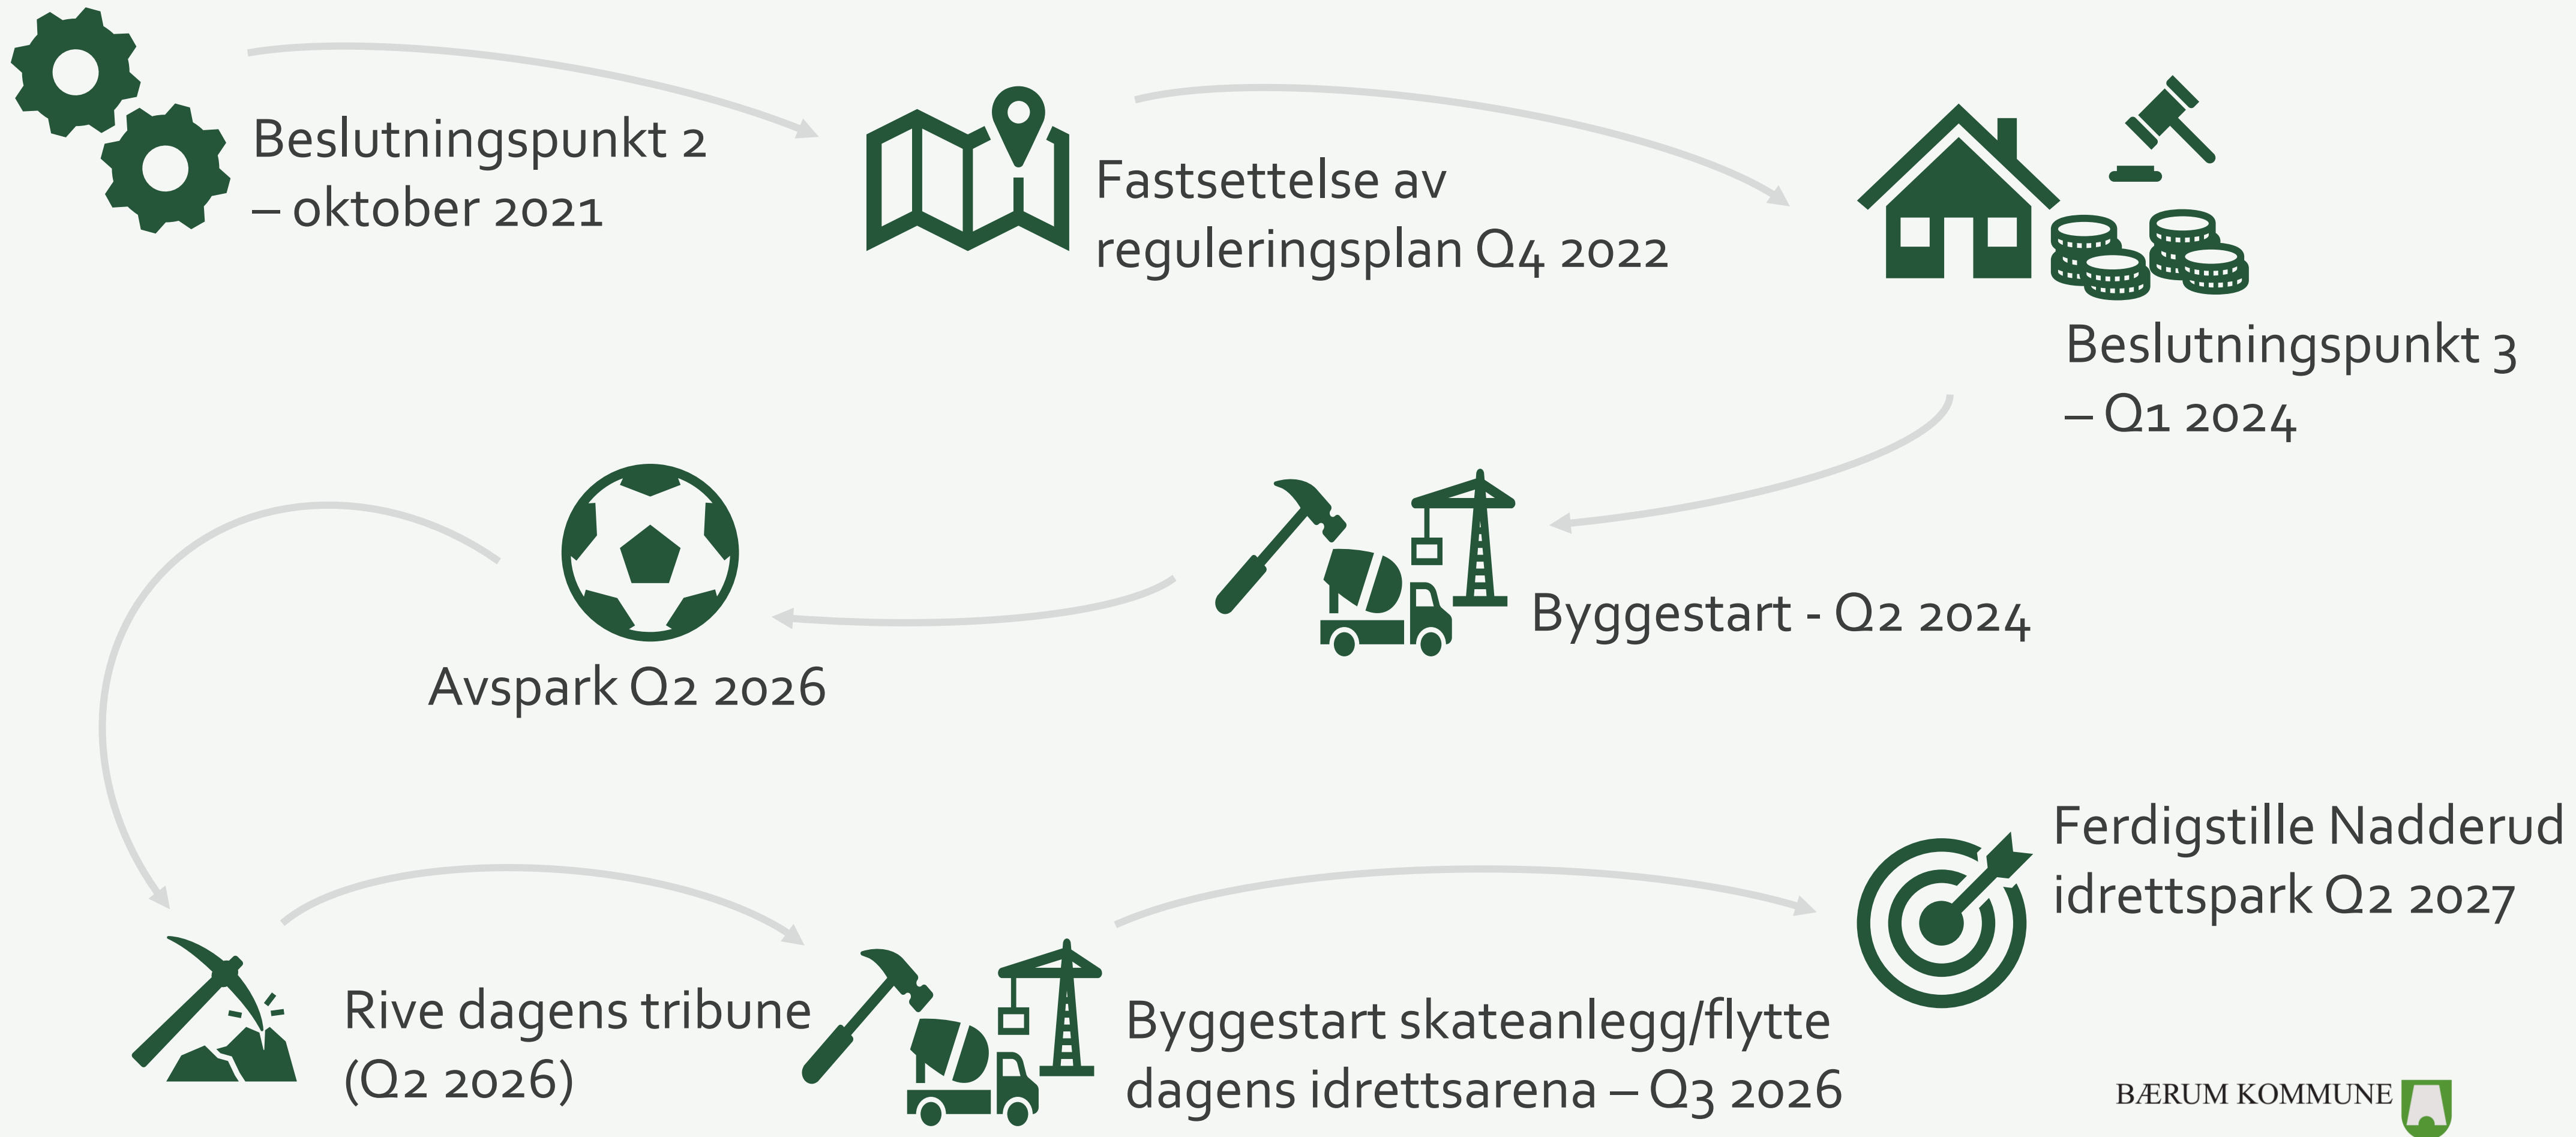 Beslutningspunkt 2
– oktober 2021
Fastsettelse av
reguleringsplan Q4 2022
Beslutningspunkt 3
– Q1 2024
Byggestart - Q2 2024
Avspark Q2 2026
Rive dagens tribune
(Q2 2026)
Byggestart skateanlegg/flytte
dagens idrettsarena – Q3 2026
Ferdigstille Nadderud
idrettspark Q2 2027
BÆRUM KOMMUNE